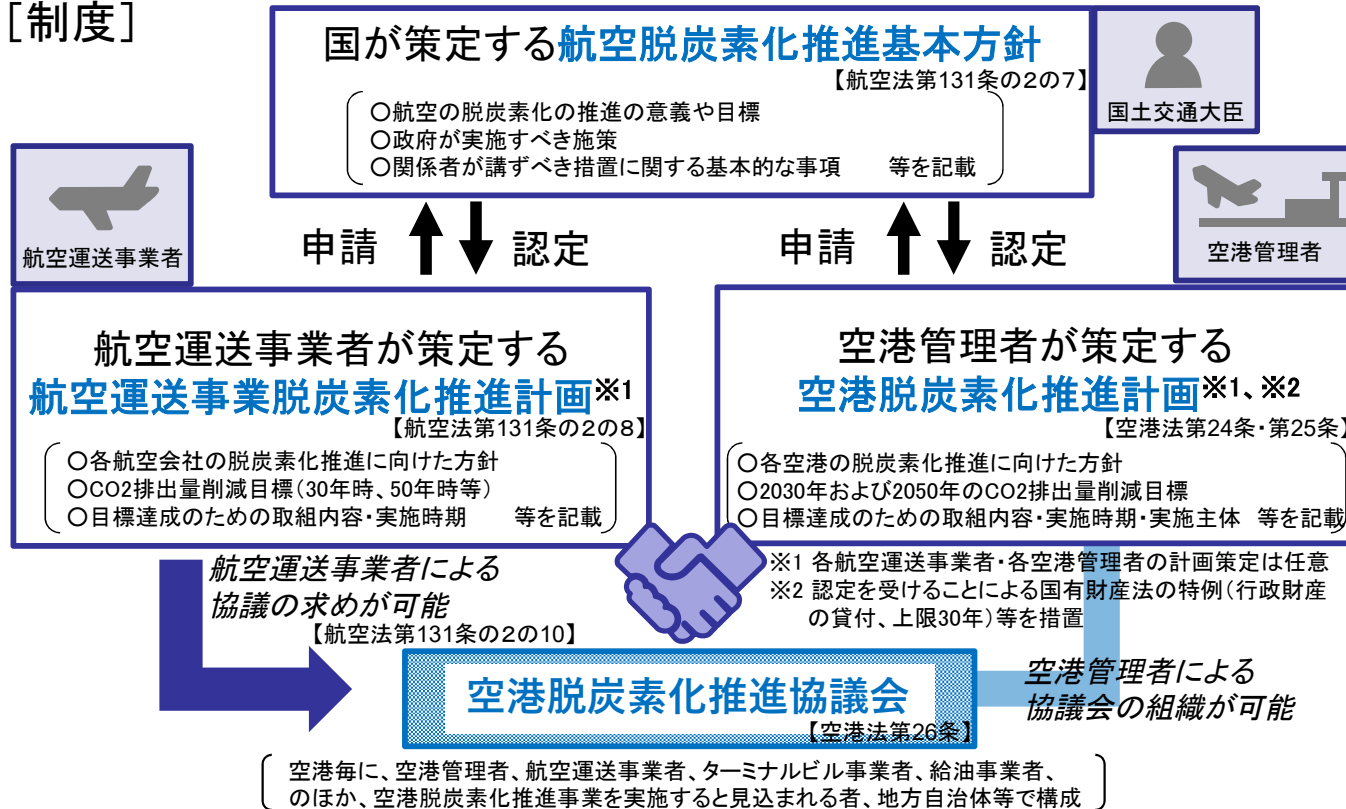 ［制度］
国が策定する航空脱炭素化推進基本方針
【航空法第131条の2の7】
○航空の脱炭素化の推進の意義や目標
○政府が実施すべき施策
○関係者が講ずべき措置に関する基本的な事項　　等を記載
国土交通大臣
航空運送事業者
空港管理者
申請
認定
申請
認定
航空運送事業者が策定する
航空運送事業脱炭素化推進計画※1
【航空法第131条の2の8】
○各航空会社の脱炭素化推進に向けた方針
○CO2排出量削減目標（30年時、50年時等）
○目標達成のための取組内容・実施時期　　等を記載
空港管理者が策定する
空港脱炭素化推進計画※1、※2
【空港法第24条・第25条】
○各空港の脱炭素化推進に向けた方針
○2030年および2050年のCO2排出量削減目標
○目標達成のための取組内容・実施時期・実施主体　等を記載
※1 各航空運送事業者・各空港管理者の計画策定は任意
※2 認定を受けることによる国有財産法の特例（行政財産
の貸付、上限30年）等を措置
航空運送事業者による
協議の求めが可能
【航空法第131条の2の10】
空港脱炭素化推進協議会
【空港法第26条】
空港管理者による
協議会の組織が可能
空港毎に、空港管理者、航空運送事業者、ターミナルビル事業者、給油事業者、
のほか、空港脱炭素化推進事業を実施すると見込まれる者、地方自治体等で構成